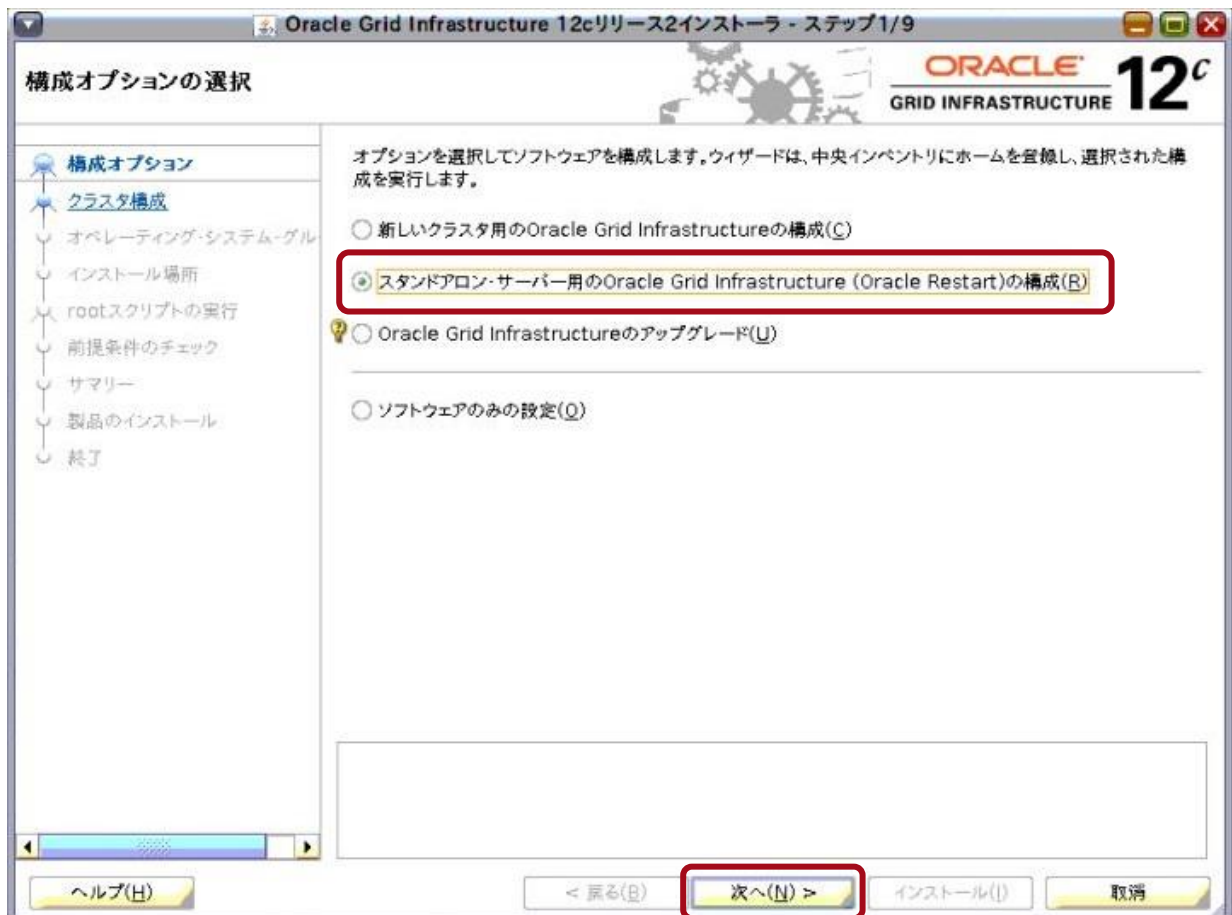 Oracle Grid Infrastructure 12cリリース2インストーラ - ステップ1/9
構成オプションの選択
ORACLE
GRID INFRASTRUCTURE
12c
構成オプション
クラスタ構成
オペレーティング・システム・グル
インストール場所
rootスクリプトの実行
前提条件のチェック
サマリー
製品のインストール
終了
オプションを選択してソフトウェアを構成します。ウィザードは、中央インベントリにホームを登録し、選択された構
成を実行します。
新しいクラスタ用のOracle Grid Infrastructureの構成(C)
スタンドアロン・サーバー用のOracle Grid Infrastructure (Oracle Restart)の構成(R)
Oracle Grid Infrastructureのアップグレード(U)
ソフトウェアのみの設定(O)
ヘルプ(H)
< 戻る(B)
次へ(N) >
インストール(I)
取消